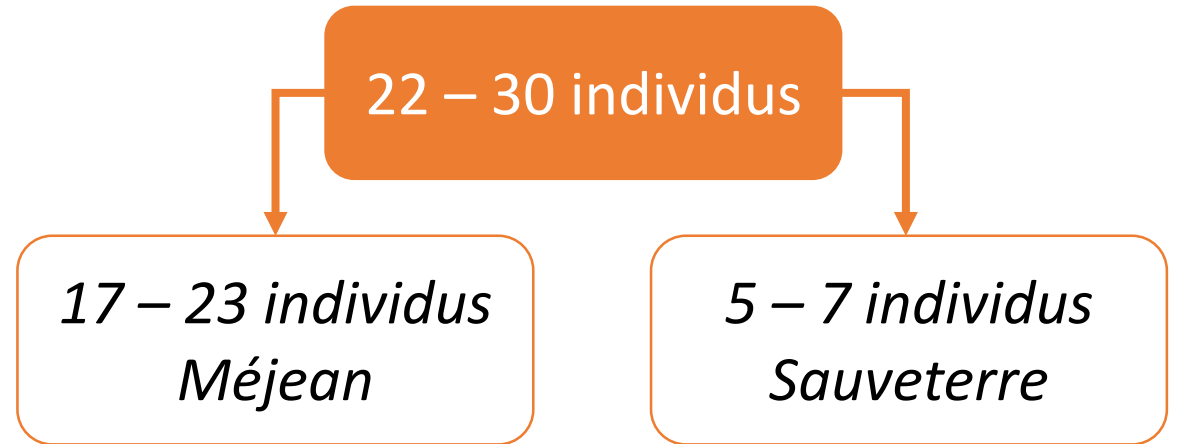 22 – 30 individus
17 – 23 individus
Méjean
5 – 7 individus
Sauveterre